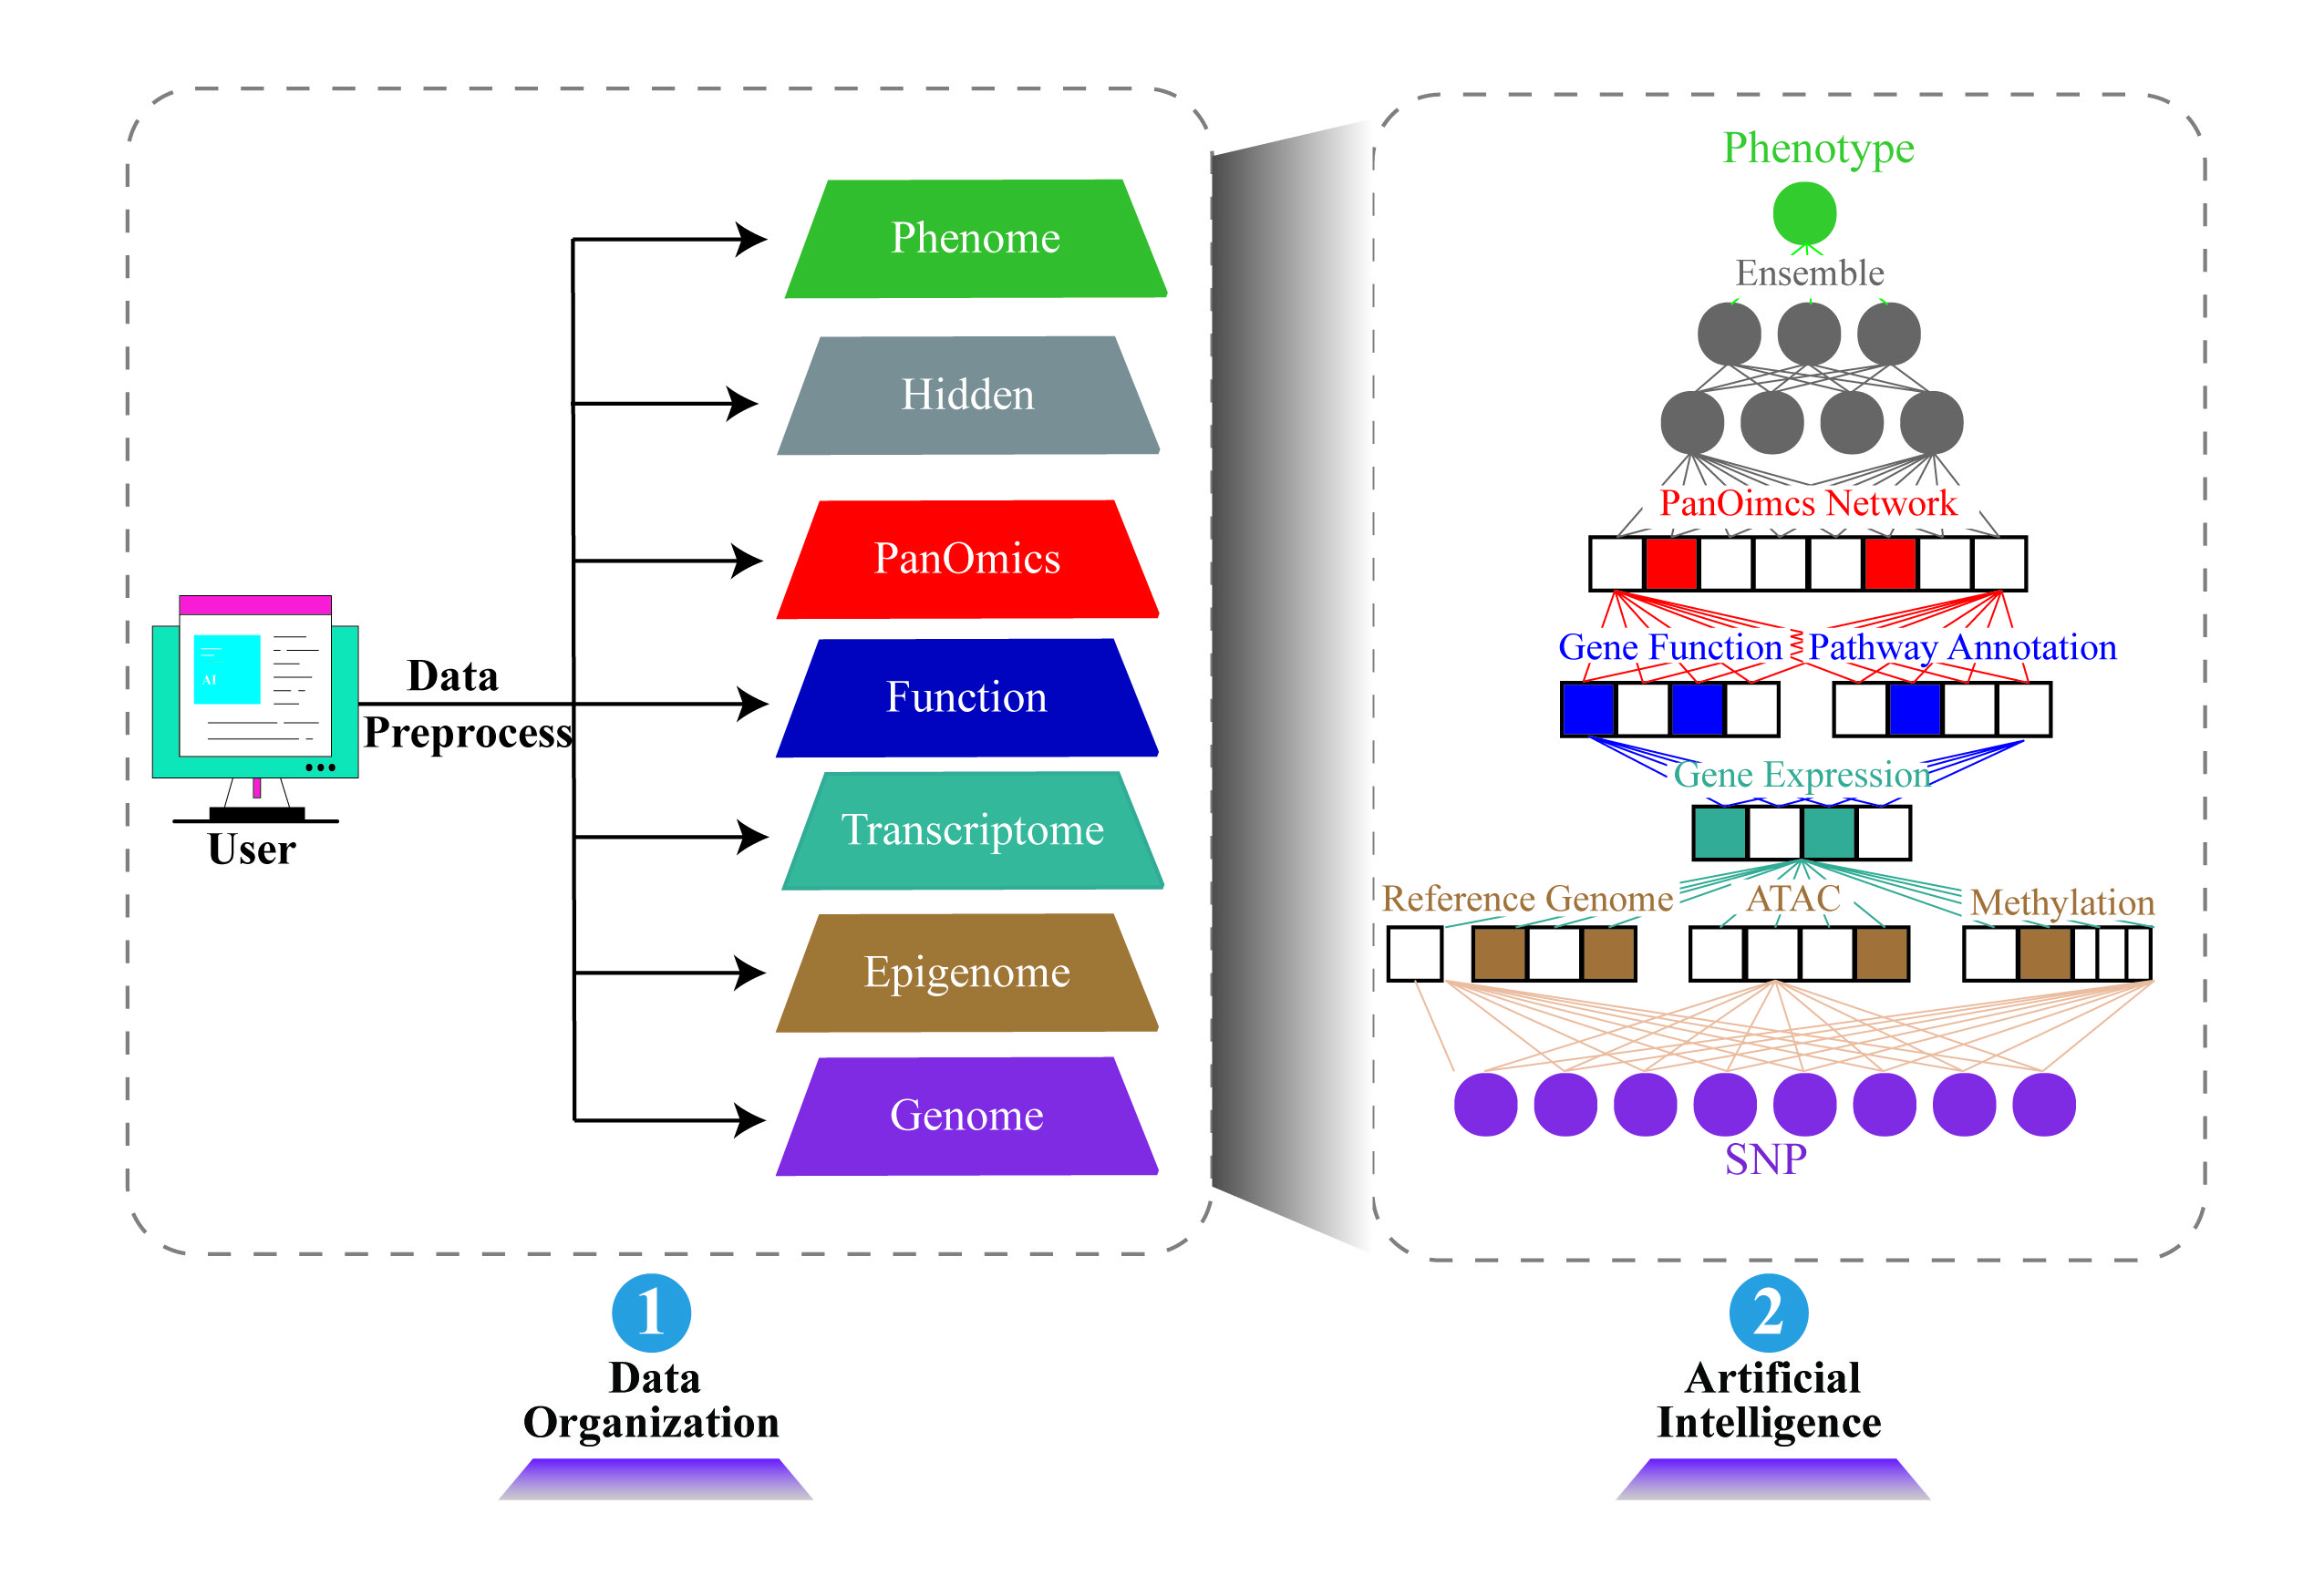 AI
User
Data
Preprocess
Phenome
Hidden
PanOmics
Function
Transcriptome
Epigenome
Genome
1
Data
Organization
Phenotype
Ensemble
PanOimcs Network
Gene Function
Pathway Annotation
Gene Expression
Reference Genome
ATAC
Methylation
SNP
2
Artificial
Intelligence